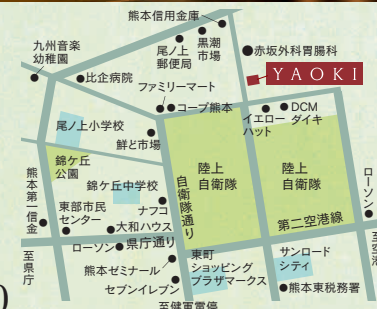 熊本信用金庫
九州音楽
幼稚園
尾ノ上
郵便局
黒潮
市場
赤坂外科胃腸科
YAOKI
比企病院
ファミリーマート
コープ熊本
イエロー
ハット
DCM
ダイキ
尾ノ上小学校
鮮と市場
錦ケ丘
公園
錦ケ丘中学校
陸上
自衛隊
陸上
自衛隊
自衛隊通り
熊本第一信金
東部市民
センター
ナフコ
大和ハウス
ローソン
県庁通り
第二空港線
ローソン
至県庁
熊本ゼミナール
セブンイレブン
東町
ショッピング
プラザマークス
サンロード
シティ
熊本東税務署
至健軍電停